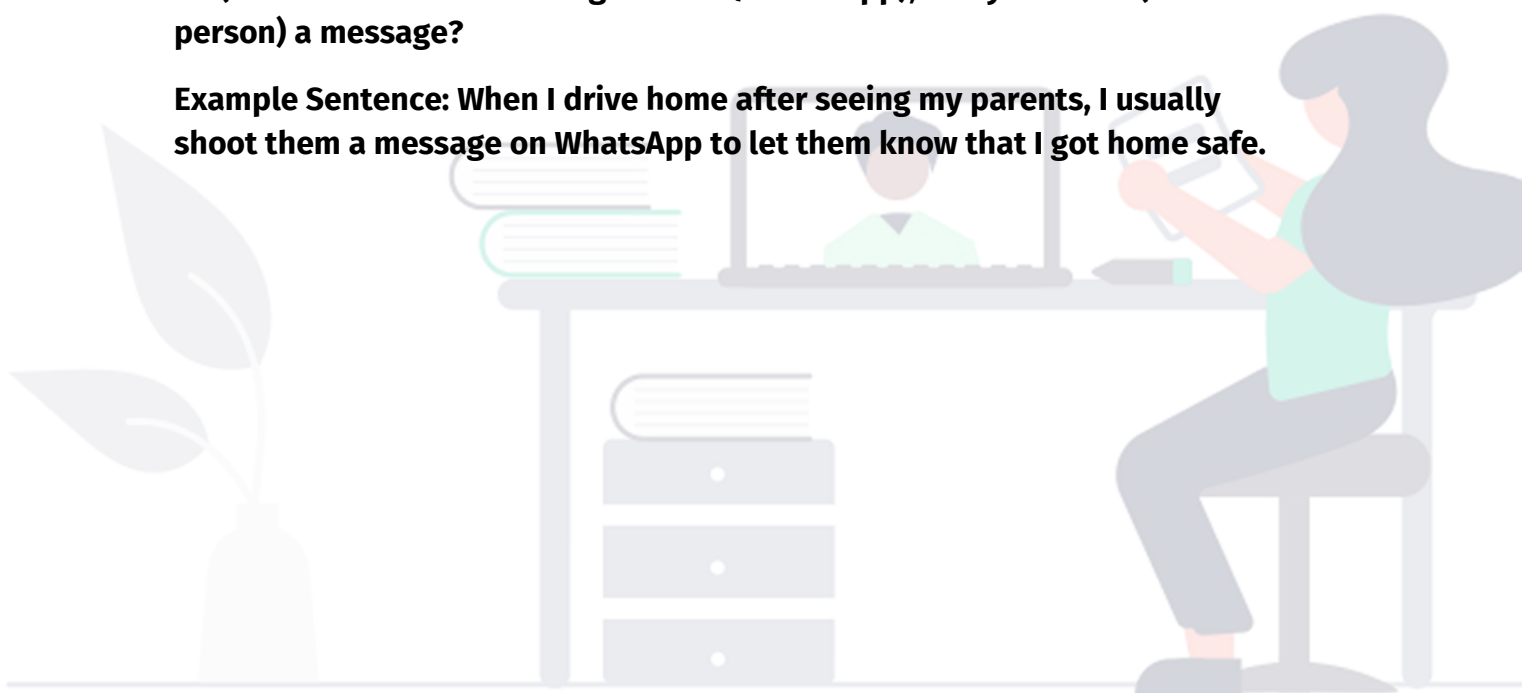 person) a message?
Example Sentence: When I drive home after seeing my parents, I usually
shoot them a message on WhatsApp to let them know that I got home safe.